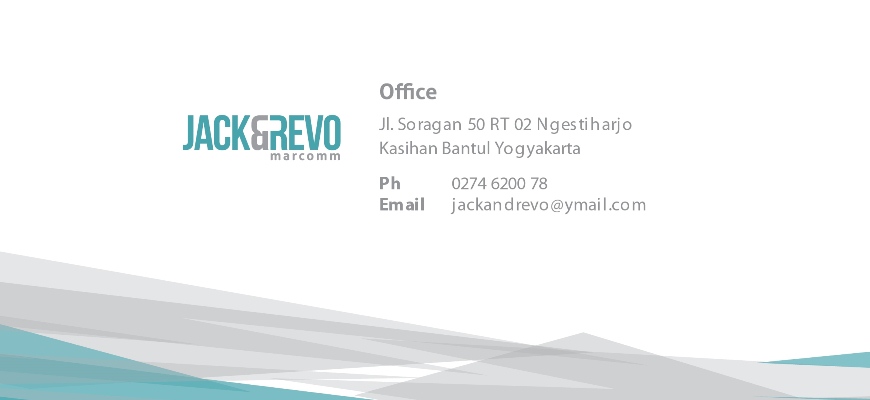 JACK&REVO
marcomm
Office
Jl. Soragan 50 RT 02 Ngestiharjo
Kasihan Bantul Yogyakarta
Ph 0274 6200 78
Email jackandrevo@ymail.com